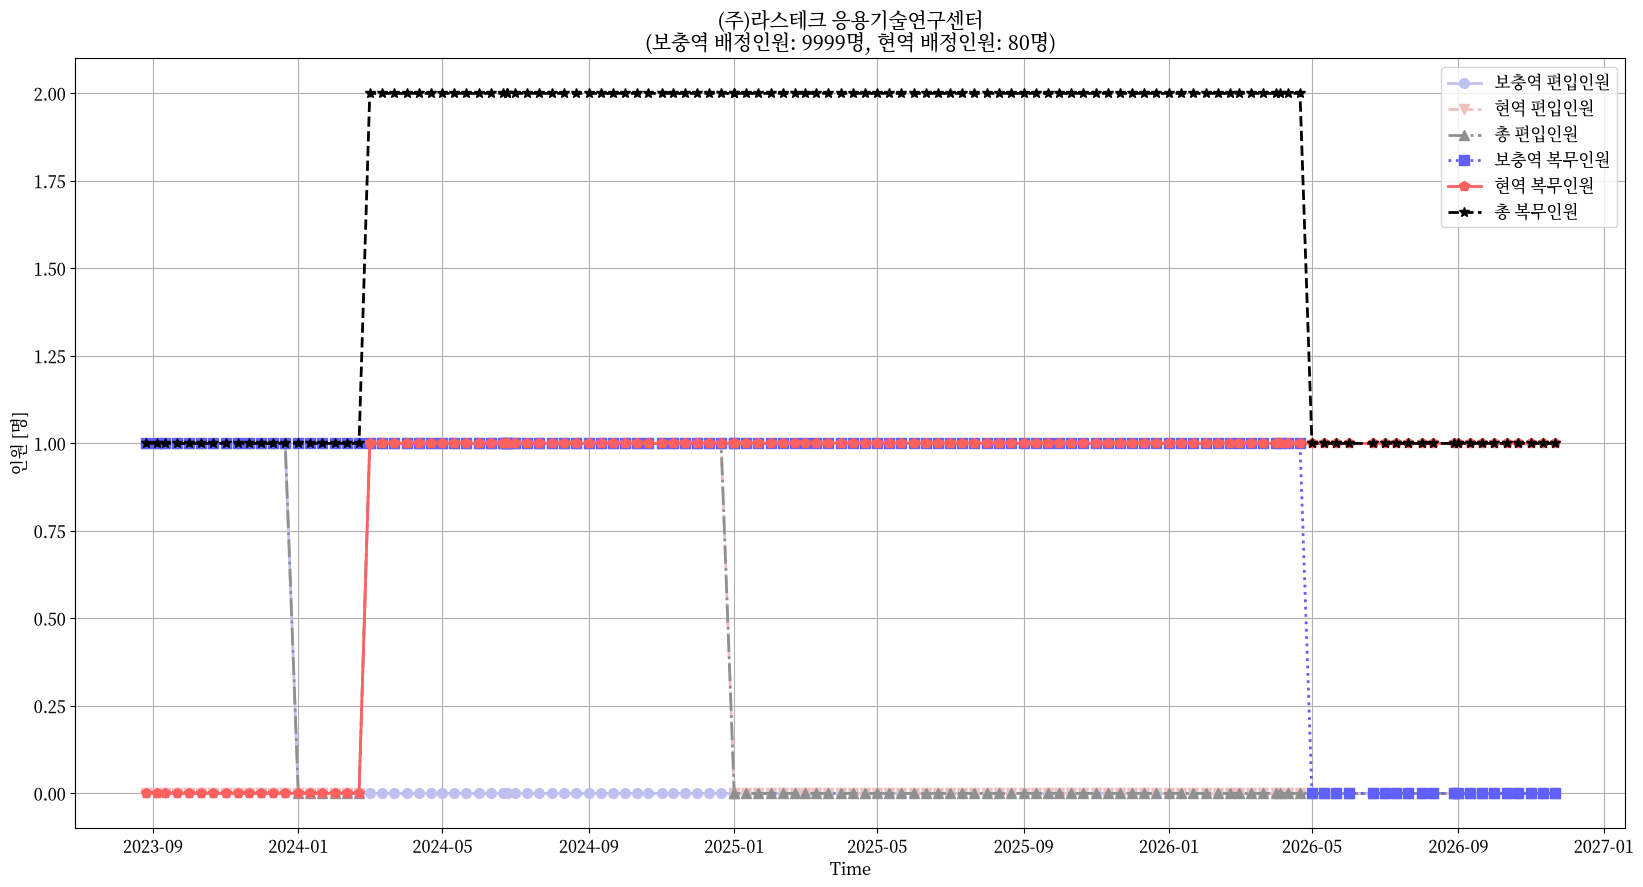 (주)라스테크 응용기술연구센터
(보충역 배정인원: 9999명, 현역 배정인원: 80명)
보충역 편입인원
현역 편입인원
총 편입인원
보충역 복무인원
현역 복무인원
총 복무인원
인원 [명]
2.00
1.75
1.50
1.25
1.00
0.75
0.50
0.25
0.00
2023-09 2024-01 2024-05 2024-09 2025-01 2025-05 2025-09 2026-01 2026-05 2026-09 2027-01
Time